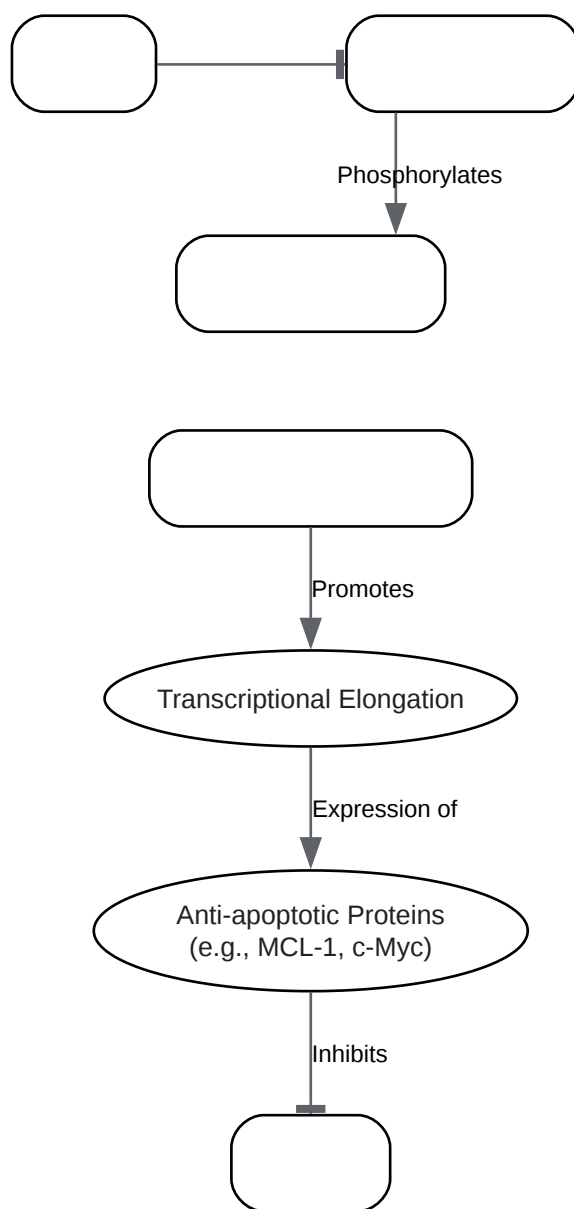 Phosphorylates
Promotes
Transcriptional Elongation
Expression of
Anti-apoptotic Proteins
(e.g., MCL-1, c-Myc)
Inhibits